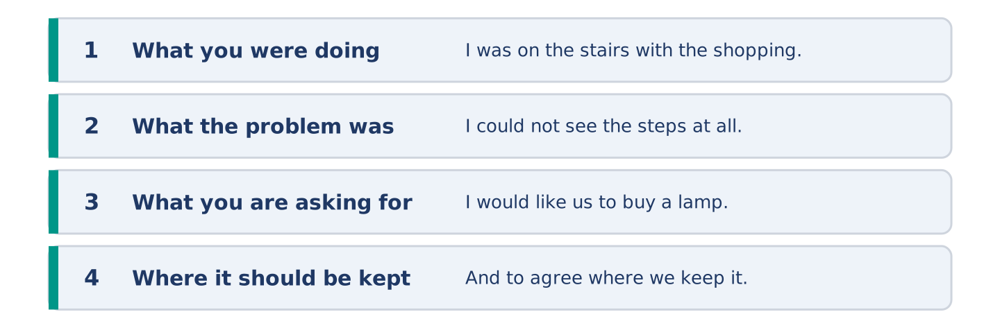 1 What you were doing I was on the stairs with the shopping.
2 What the problem was I could not see the steps at all.
3 What you are asking for I would like us to buy a lamp.
4 Where it should be kept And to agree where we keep it.